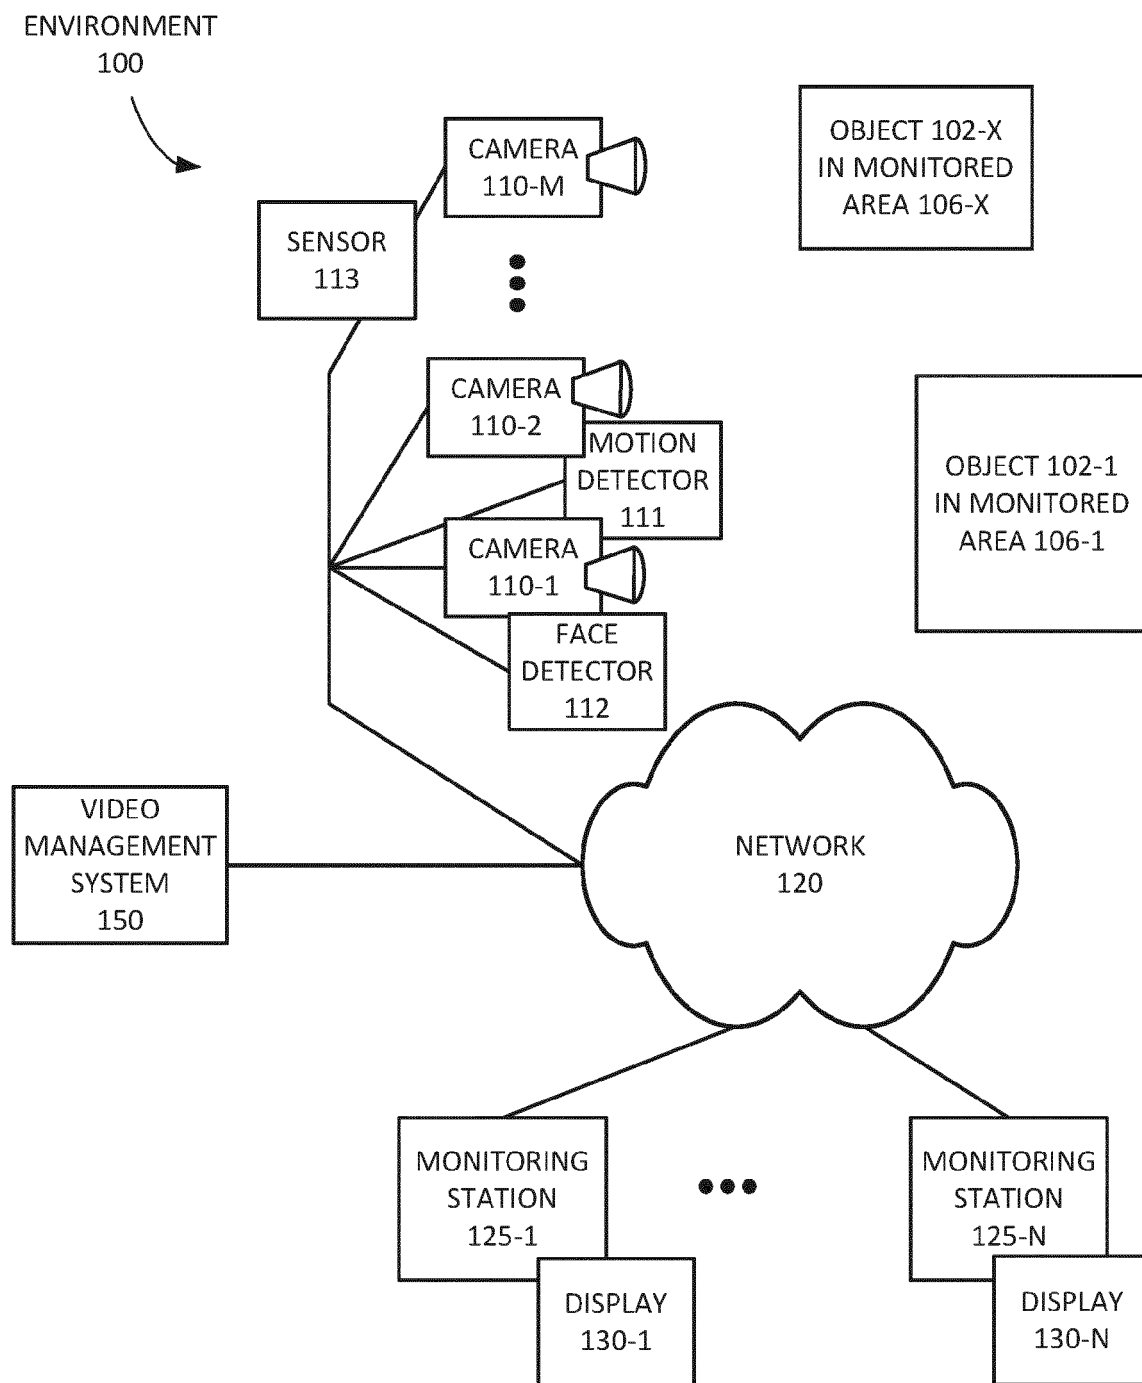 ENVIRONMENT
100
CAMERA
110-M
OBJECT 102-X
IN MONITORED
AREA 106-X
SENSOR
113
CAMERA
110-2
MOTION
DETECTOR
111
OBJECT 102-1
IN MONITORED
AREA 106-1
CAMERA
110-1
FACE
DETECTOR
112
VIDEO
MANAGEMENT
SYSTEM
150
NETWORK
120
MONITORING
STATION
125-1
DISPLAY
130-1
MONITORING
STATION
125-N
DISPLAY
130-N